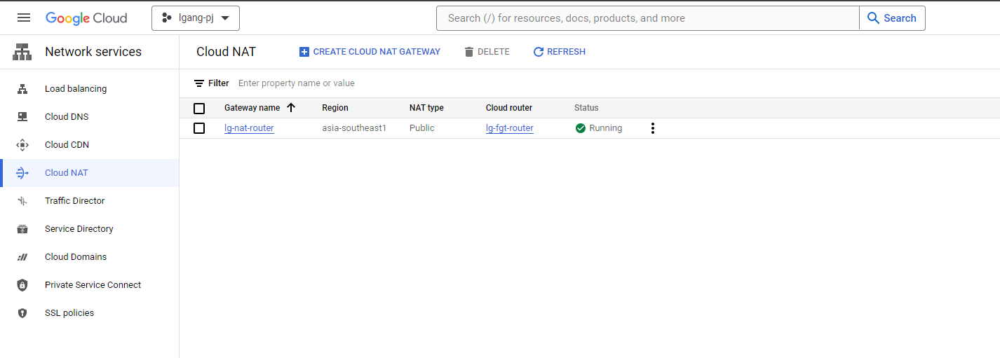 Google Cloud
lgang-pj
Search (/) for resources, docs, products, and more
Search
Network services
Cloud NAT
CREATE CLOUD NAT GATEWAY
DELETE
REFRESH
Load balancing
Cloud DNS
Cloud CDN
Cloud NAT
Traffic Director
Service Directory
Cloud Domains
Private Service Connect
SSL policies
Filter Enter property name or value
Gateway name Region NAT type Cloud router Status
lg-nat-router asia-southeast1 Public lg-fgt-router Running